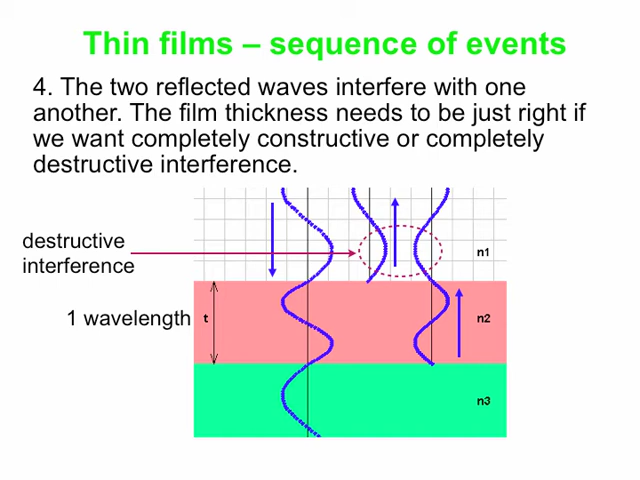 Thin films – sequence of events
4. The two reflected waves interfere with one
another. The film thickness needs to be just right if
we want completely constructive or completely
destructive interference.
destructive
interference
n1
1 wavelength
t
n2
n3